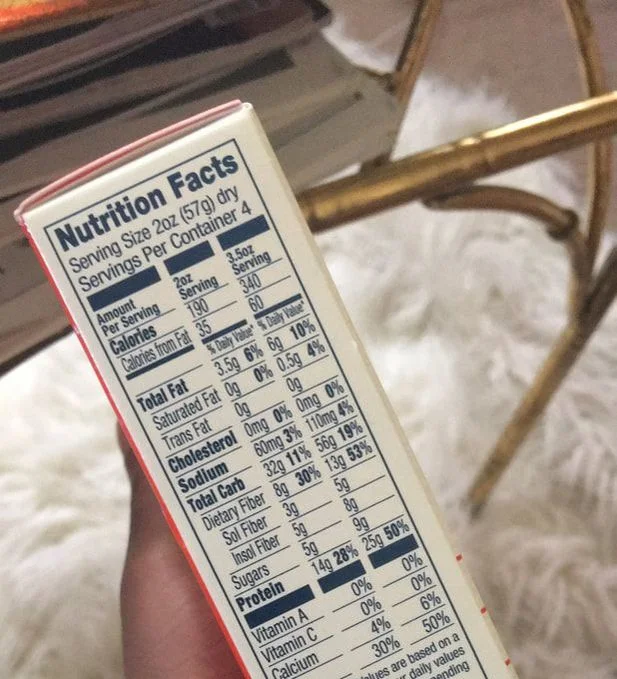 Nutrition Facts
Serving Size 2oz (57g) dry
Servings Per Container 4
Amount Per Serving 2oz Serving 3.5oz Serving
Calories 190 340
Calories from Fat 35 60
% Daily Value* % Daily Value*
Total Fat 3.5g 6% 6g 10%
Saturated Fat 0g 0% 0.5g 4%
Trans Fat 0g 0g
Cholesterol 0mg 0% 0mg 0%
Sodium 60mg 3% 110mg 4%
Total Carb 32g 11% 56g 19%
Dietary Fiber 8g 30% 13g 53%
Sol Fiber 3g 5g
Insol Fiber 5g 8g
Sugars 5g 9g
Protein 14g 28% 25g 50%
Vitamin A 0% 0%
Vitamin C 0% 0%
Calcium 4% 6%
30% 50%
are based on a
daily values